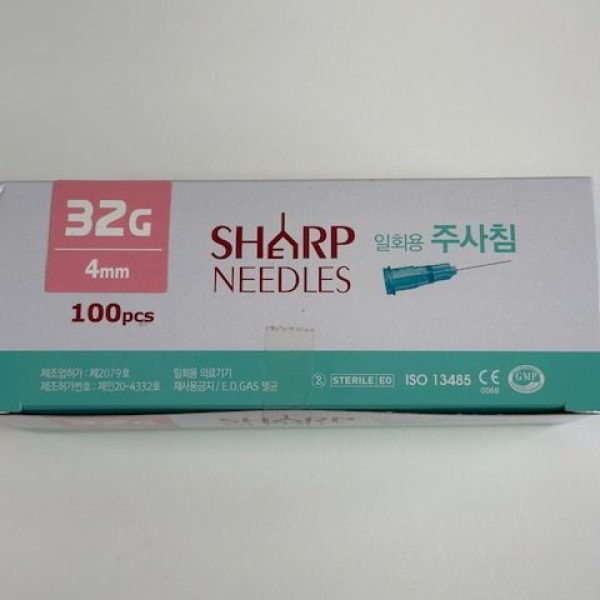 32G
4mm
100pcs
SHARP
NEEDLES
일회용 주사침
제조업허가 : 제2079호
제조허가번호 : 제인20-4332호
일회용 의료기기
재사용금지 / E.O.GAS 멸균
2 STERILE EO ISO 13485 CE
0068
GMP
SHARP
NEEDLES